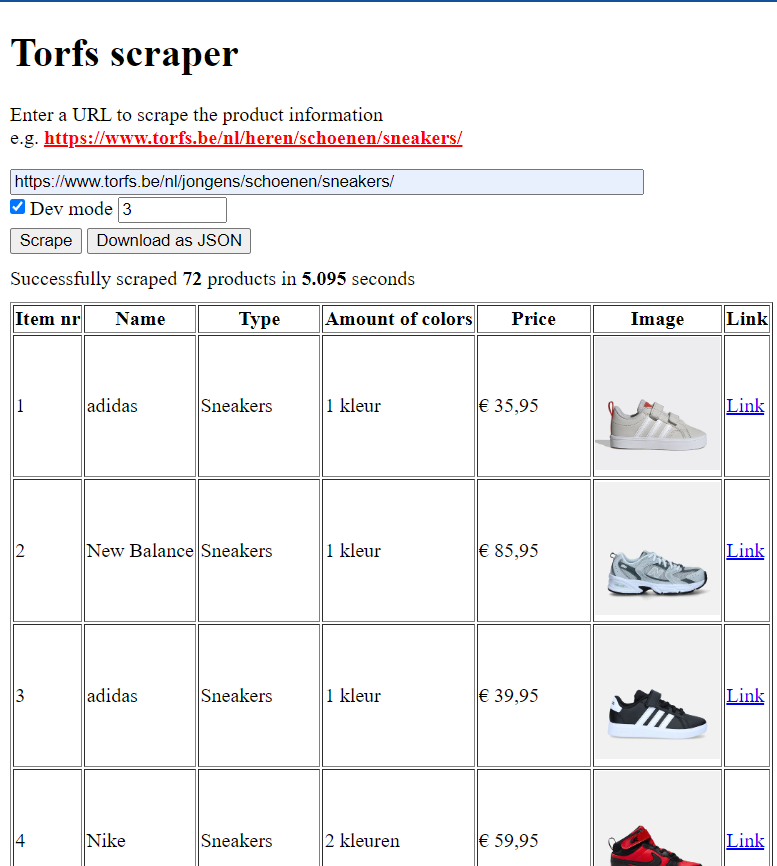 Torfs scraper
Enter a URL to scrape the product information
e.g. https://www.torfs.be/nl/heren/schoenen/sneakers/
https://www.torfs.be/nl/jongens/schoenen/sneakers/
Dev mode 3
Scrape Download as JSON
Successfully scraped 72 products in 5.095 seconds
Item nr Name Type Amount of colors Price Image Link
1 adidas Sneakers 1 kleur € 35,95 Link
2 New Balance Sneakers 1 kleur € 85,95 Link
3 adidas Sneakers 1 kleur € 39,95 Link
4 Nike Sneakers 2 kleuren € 59,95 Link